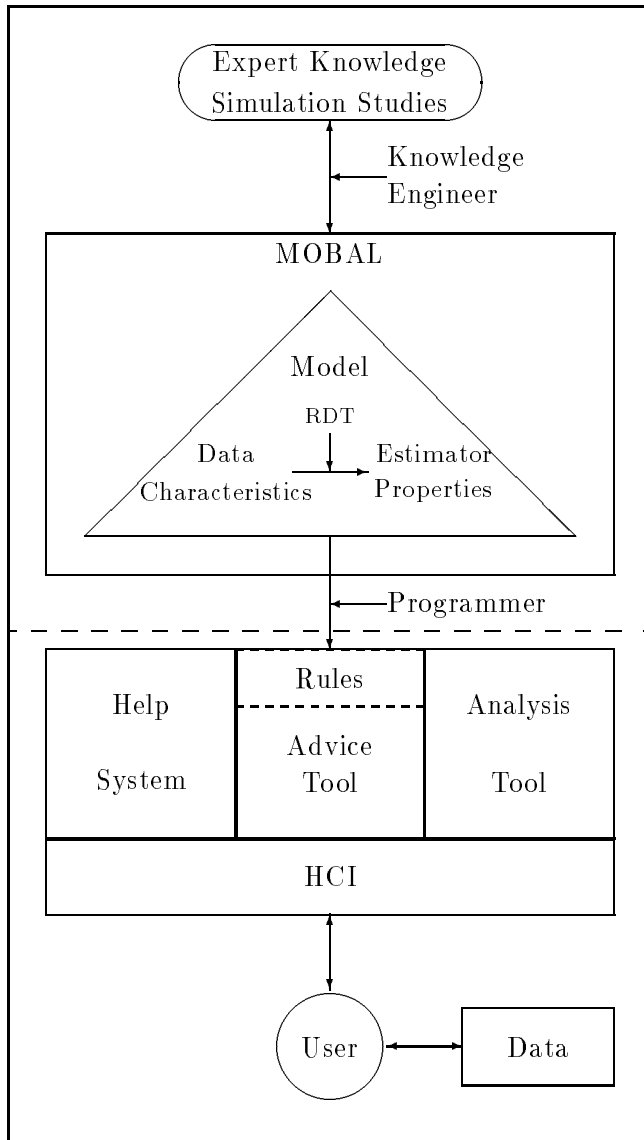 Expert Knowledge
Simulation Studies
Knowledge
Engineer
MOBAL
Model
RDT
Data
Characteristics
Estimator
Properties
Programmer
Help
System
Rules
Advice
Tool
Analysis
Tool
HCI
User
Data